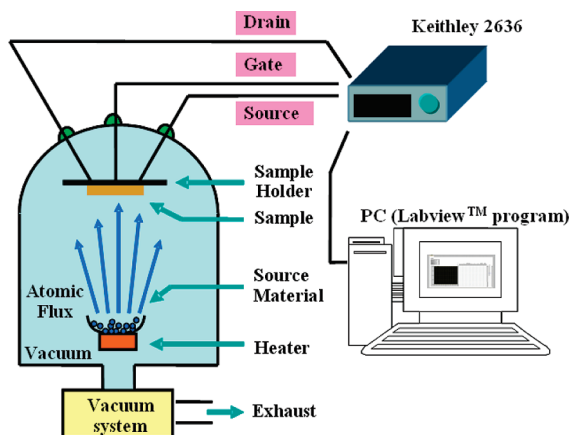 Drain
Keithley 2636
Gate
Source
Sample
Holder
Sample
PC (Labview™ program)
Source
Material
Atomic
Flux
Vacuum
Heater
Vacuum
system
Exhaust